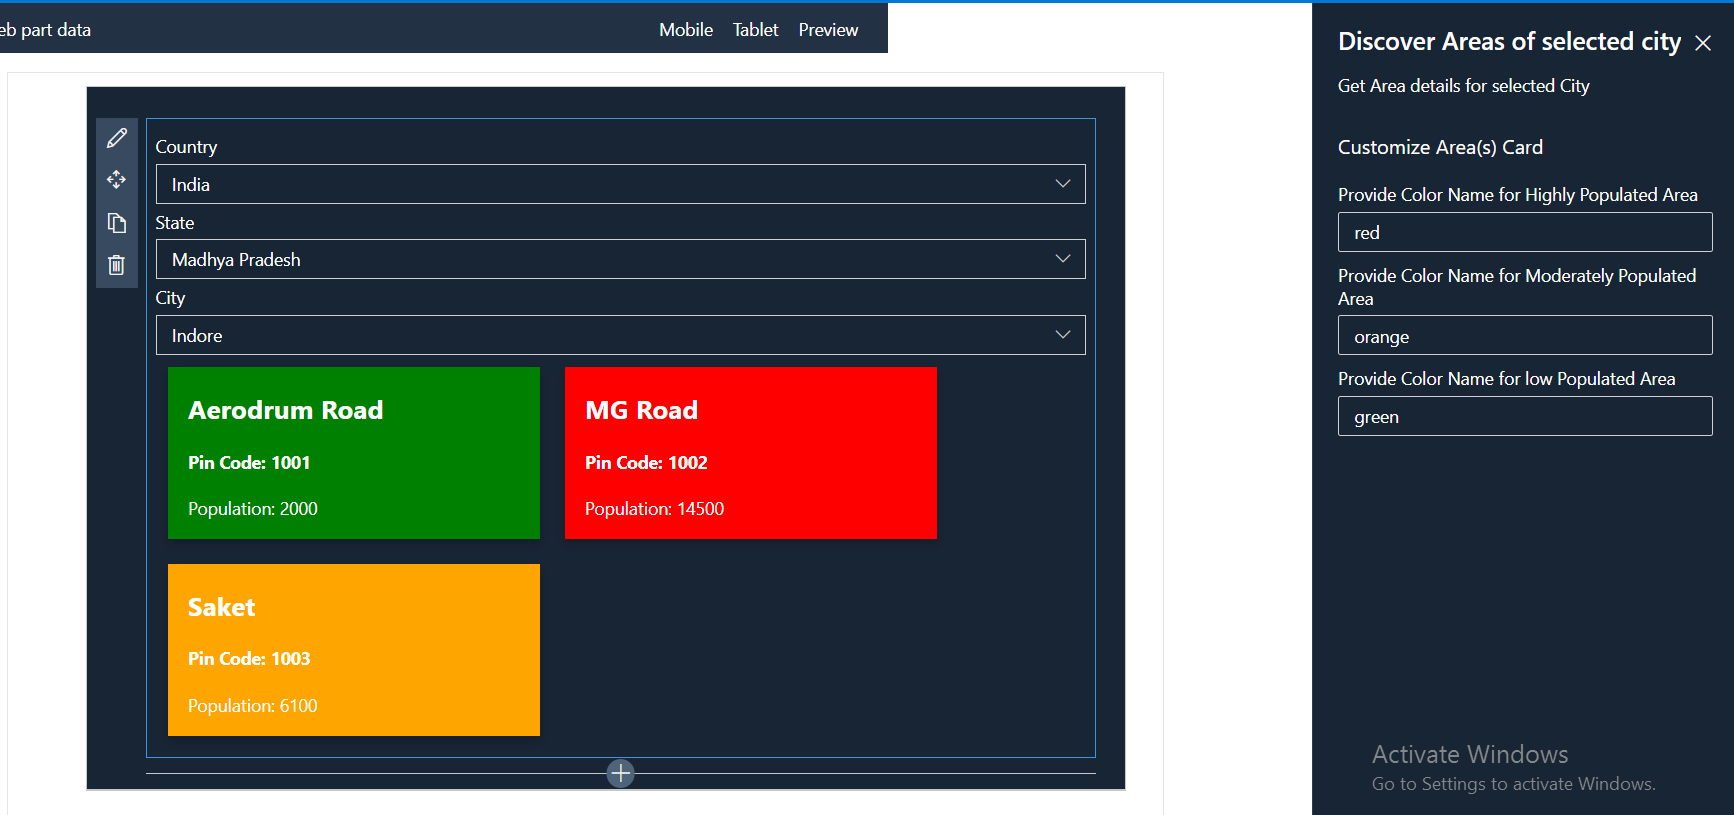 part data
Mobile Tablet Preview
Country
India
State
Madhya Pradesh
City
Indore
Aerodrum Road
Pin Code: 1001
Population: 2000
MG Road
Pin Code: 1002
Population: 14500
Saket
Pin Code: 1003
Population: 6100
Discover Areas of selected city
Get Area details for selected City
Customize Area(s) Card
Provide Color Name for Highly Populated Area
red
Provide Color Name for Moderately Populated
Area
orange
Provide Color Name for low Populated Area
green
Activate Windows
Go to Settings to activate Windows.